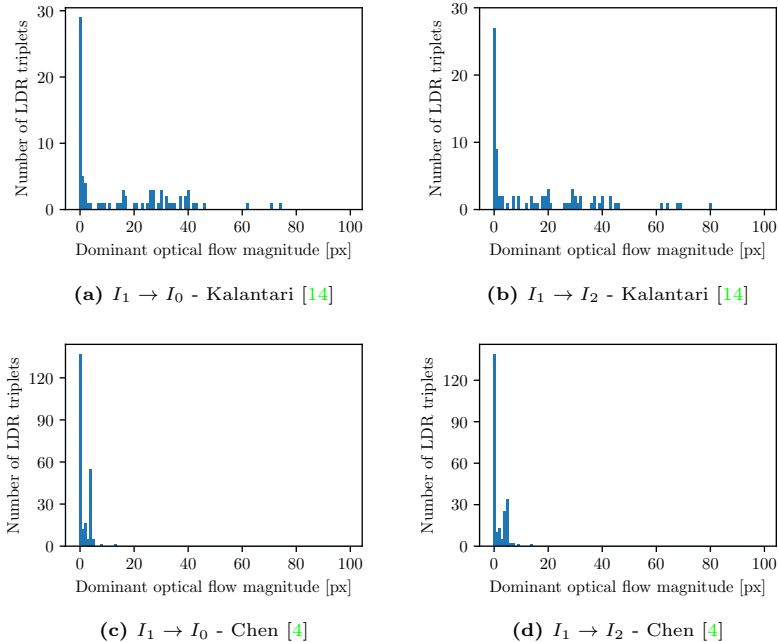 30
20
10
0
Number of LDR triplets
0 20 40 60 80 100
Dominant optical flow magnitude [px]
(a) I₁ → I₀ - Kalantari [14]
30
20
10
0
Number of LDR triplets
0 20 40 60 80 100
Dominant optical flow magnitude [px]
(b) I₁ → I₂ - Kalantari [14]
120
90
60
30
0
Number of LDR triplets
0 20 40 60 80 100
Dominant optical flow magnitude [px]
(c) I₁ → I₀ - Chen [4]
120
90
60
30
0
Number of LDR triplets
0 20 40 60 80 100
Dominant optical flow magnitude [px]
(d) I₁ → I₂ - Chen [4]